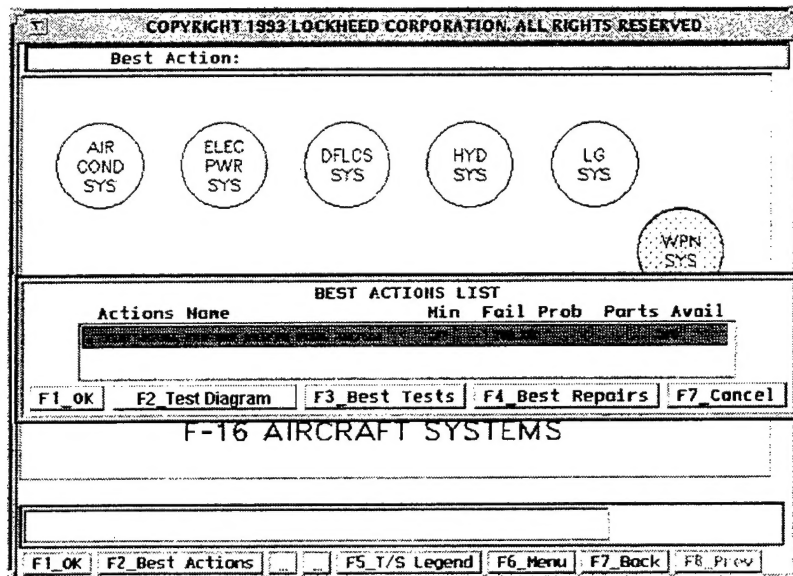 COPYRIGHT 1993 LOCKHEED CORPORATION. ALL RIGHTS RESERVED
Best Action:
AIR COND SYS
ELEC PWR SYS
DFLCS SYS
HYD SYS
LG SYS
WPN SYS
BEST ACTIONS LIST
Actions Name Min Fail Prob Parts Avail
F1_OK F2_Test Diagram F3_Best Tests F4_Best Repairs F7_Cancel
F-16 AIRCRAFT SYSTEMS
F1_OK F2_Best Actions ... ... F5_T/S Legend F6_Menu F7_Back F8_Prev